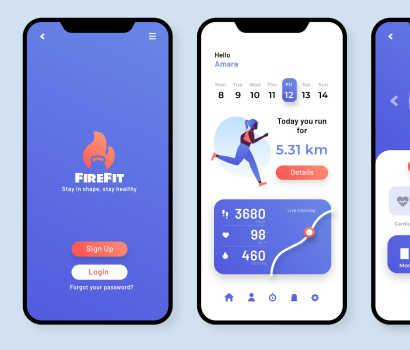 FIREFIT
Stay in shape, stay healthy
Sign Up
Login
Forgot your password?
Hello
Amara
Mon Tue Wed Thu Fri Sat Sun
8 9 10 11 12 13 14
Today you run
for
5.31 km
Details
3680
Live tracking
98
460
Cardio